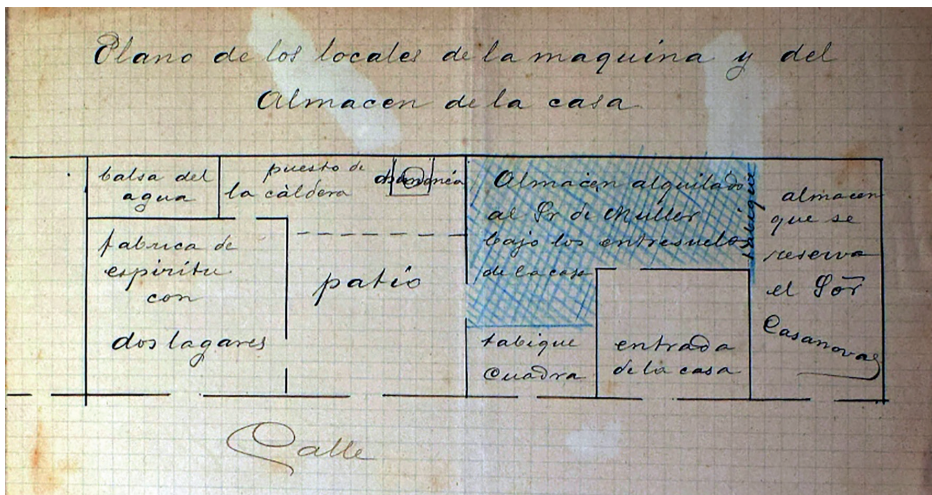 Plano de los locales de la maquina y del
Almacen de la casa
balsa del
agua
puesto de
la càldera
Almacen alquilado
al Sr de Muller
bajo los entresuelos
de la casa
tabique
almacen
que se
reserva
el Sor
Casanovas
fabrica de
espiritu
con
dos lagares
patio
tabique
Cuadra
entrada
de la casa
Calle